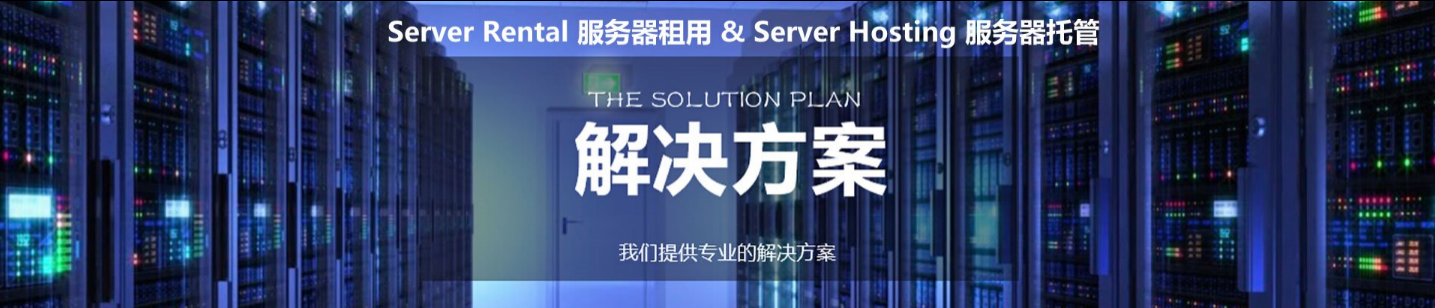 Server Rental 服务器租用 & Server Hosting 服务器托管
THE SOLUTION PLAN
解决方案
我们提供专业的解决方案